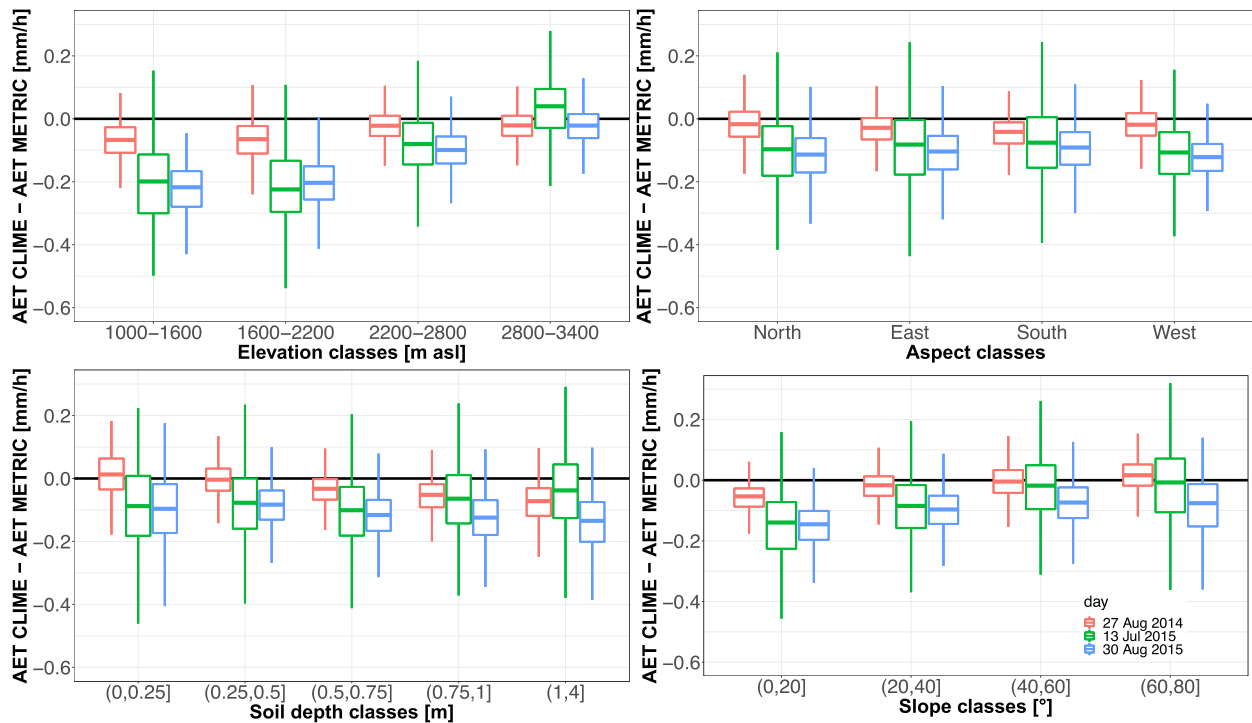 AET CLIME − AET METRIC [mm/h]
0.2
0.0
−0.2
−0.4
−0.6
1000−1600 1600−2200 2200−2800 2800−3400
Elevation classes [m asl]
AET CLIME − AET METRIC [mm/h]
0.2
0.0
−0.2
−0.4
−0.6
North East South West
Aspect classes
AET CLIME − AET METRIC [mm/h]
0.2
0.0
−0.2
−0.4
−0.6
(0,0.25] (0.25,0.5] (0.5,0.75] (0.75,1] (1,4]
Soil depth classes [m]
AET CLIME − AET METRIC [mm/h]
0.2
0.0
−0.2
−0.4
−0.6
day
27 Aug 2014
13 Jul 2015
30 Aug 2015
(0,20] (20,40] (40,60] (60,80]
Slope classes [°]